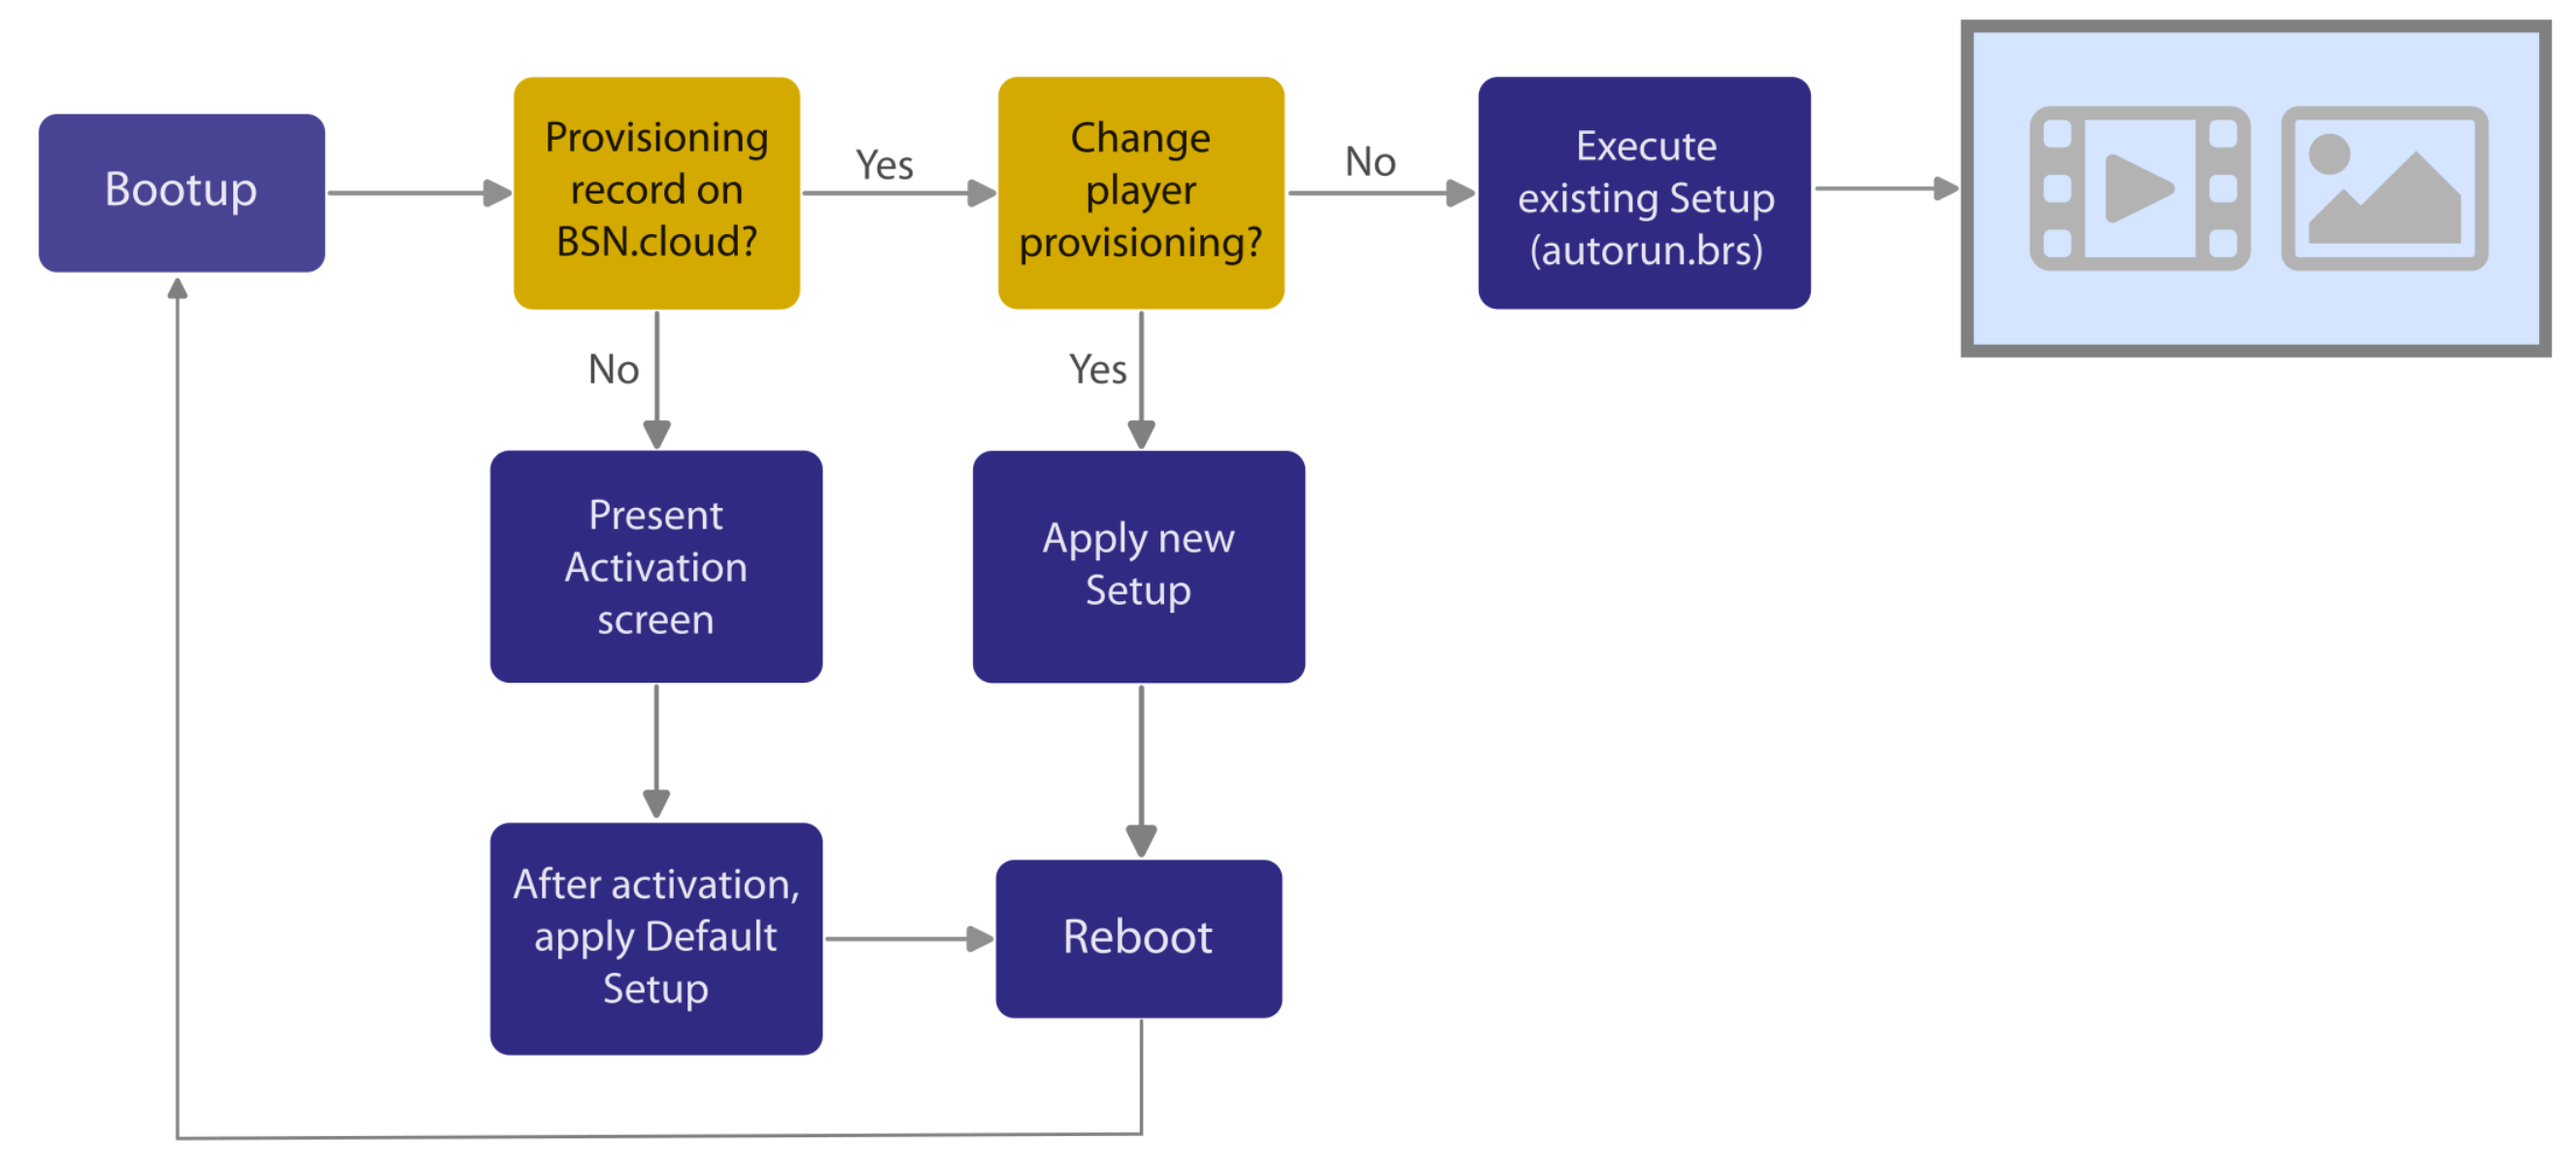 Bootup
Provisioning
record on
BSN.cloud?
Yes
Change
player
provisioning?
No
Execute
existing Setup
(autorun.brs)
No
Yes
Present
Activation
screen
Apply new
Setup
After activation,
apply Default
Setup
Reboot